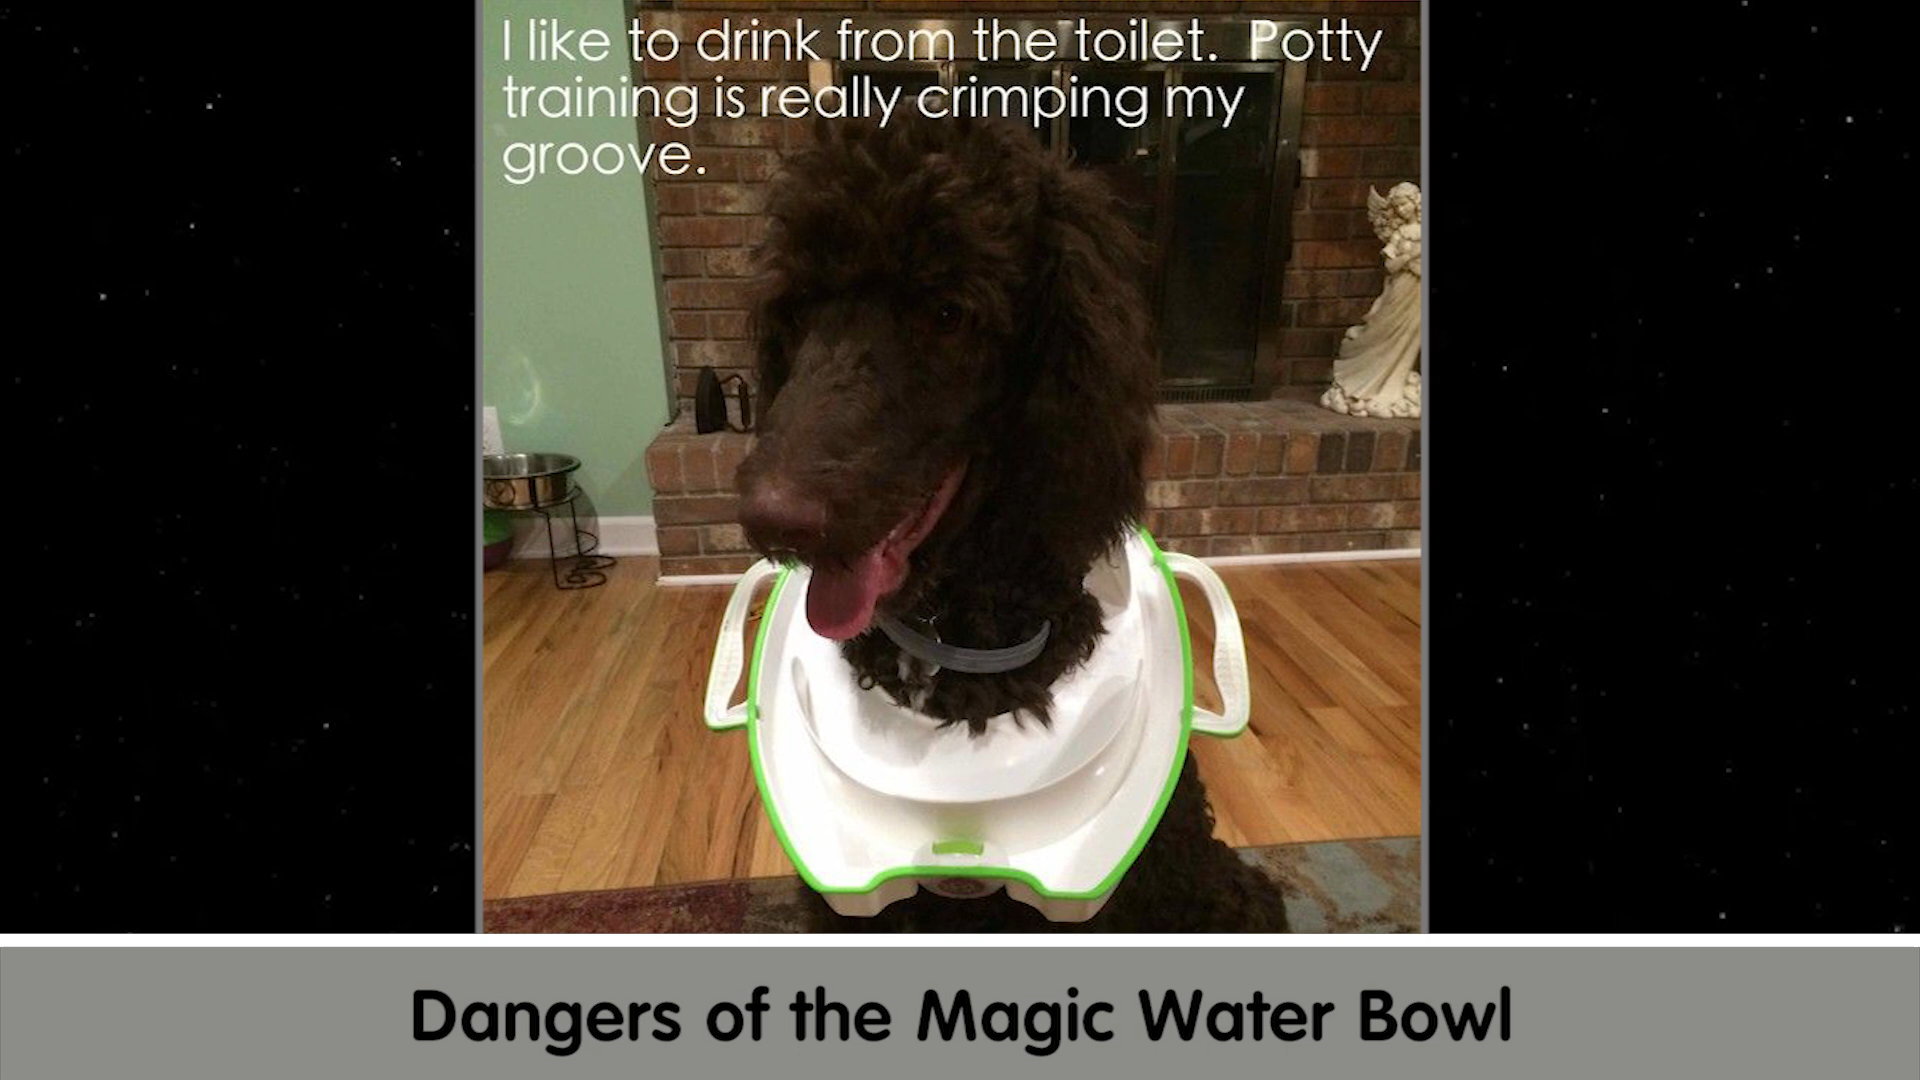 I like to drink from the toilet.  Potty
training is really crimping my
groove.
Dangers of the Magic Water Bowl